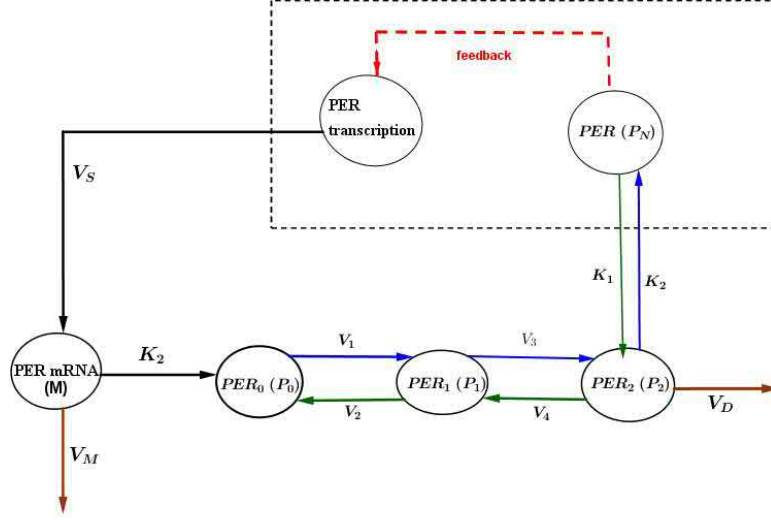 feedback
PER
transcription
PER (P_N)
V_S
K_1
K_2
V_1
V_3
K_2
PER mRNA
(M)
PER_0 (P_0)
PER_1 (P_1)
PER_2 (P_2)
V_2
V_4
V_D
V_M